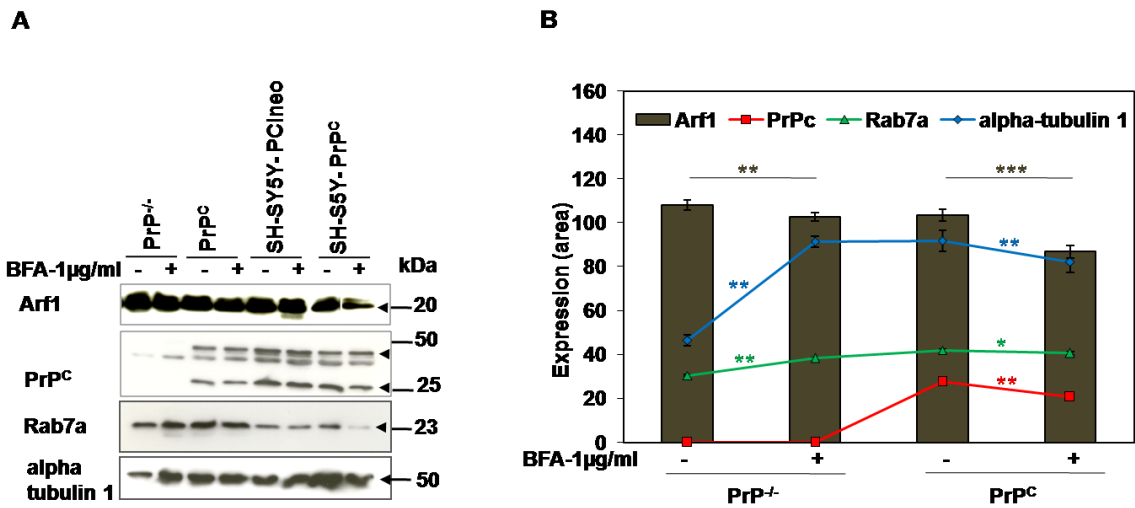 A
PrP-/-
PrPC
SH-SY5Y-PCIneo
SH-S5Y-PrPC
BFA-1µg/ml - + - + - + - + kDa
Arf1 20
50
PrPC 25
Rab7a 23
alpha
tubulin 1 50
B
Expression (area)
160
140
120
100
80
60
40
20
0
Arf1 PrPc Rab7a alpha-tubulin 1
** ***
** **
** *
**
BFA-1µg/ml - + - +
PrP-/- PrPC